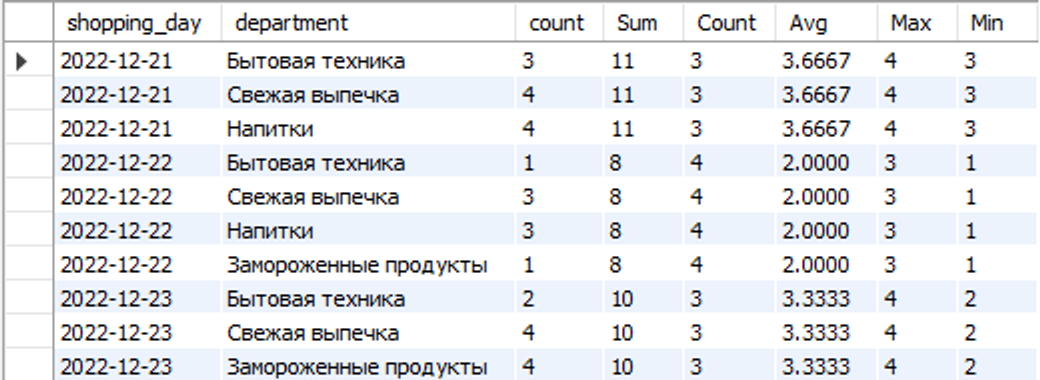 shopping_day department count Sum Count Avg Max Min
2022-12-21 Бытовая техника 3 11 3 3.6667 4 3
2022-12-21 Свежая выпечка 4 11 3 3.6667 4 3
2022-12-21 Напитки 4 11 3 3.6667 4 3
2022-12-22 Бытовая техника 1 8 4 2.0000 3 1
2022-12-22 Свежая выпечка 3 8 4 2.0000 3 1
2022-12-22 Напитки 3 8 4 2.0000 3 1
2022-12-22 Замороженные продукты 1 8 4 2.0000 3 1
2022-12-23 Бытовая техника 2 10 3 3.3333 4 2
2022-12-23 Свежая выпечка 4 10 3 3.3333 4 2
2022-12-23 Замороженные продукты 4 10 3 3.3333 4 2